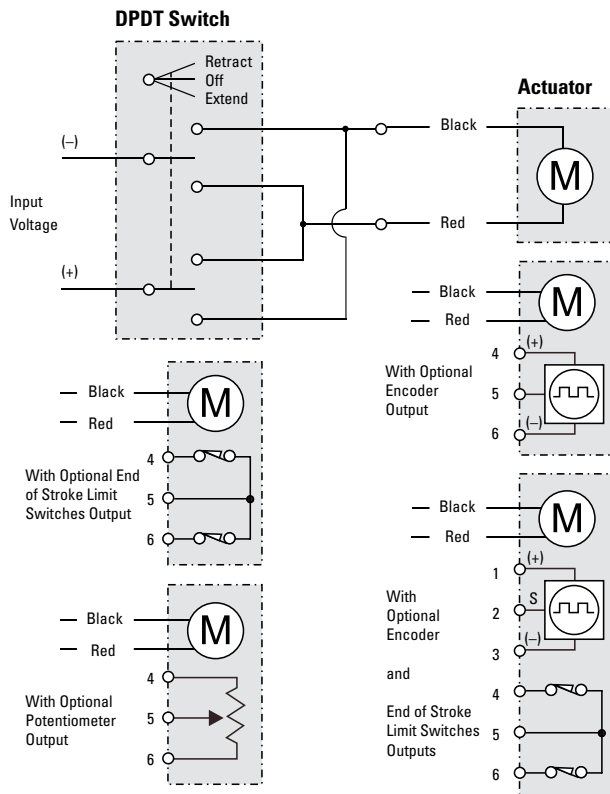 DPDT Switch
Retract
Off
Extend
(–)
Input
Voltage
(+)
Actuator
Black
M
Red
Black
Red
M
With Optional
Encoder
Output
4
(+)
5
(–)
6
Black
Red
M
With Optional End
of Stroke Limit
Switches Output
4
5
6
Black
Red
M
With
Optional
Encoder
and
End of Stroke
Limit Switches
Outputs
1
(+)
2
S
3
(–)
4
5
6
Black
Red
M
With Optional
Potentiometer
Output
4
5
6